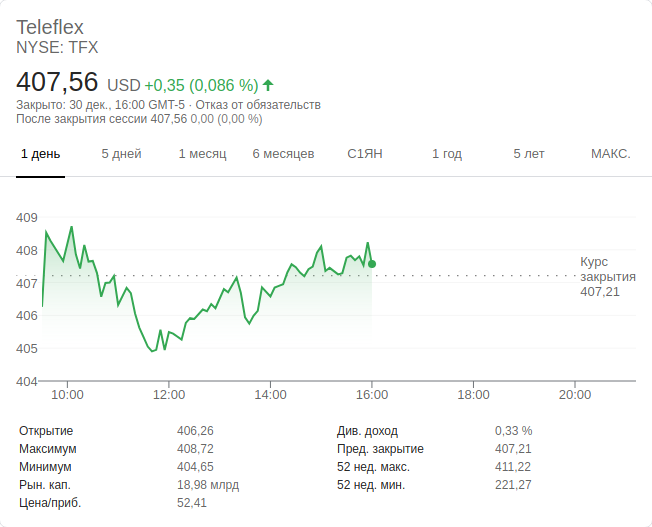 Teleflex
NYSE: TFX
407,56 USD +0,35 (0,086 %)
Закрыто: 30 дек., 16:00 GMT-5 · Отказ от обязательств
После закрытия сессии 407,56 0,00 (0,00 %)
1 день 5 дней 1 месяц 6 месяцев С1ЯН 1 год 5 лет МАКС.
409
408
407
406
405
404
Курс
закрытия
407,21
10:00 12:00 14:00 16:00 18:00 20:00
Открытие 406,26 Див. доход 0,33 %
Максимум 408,72 Пред. закрытие 407,21
Минимум 404,65 52 нед. макс. 411,22
Рын. кап. 18,98 млрд 52 нед. мин. 221,27
Цена/приб. 52,41